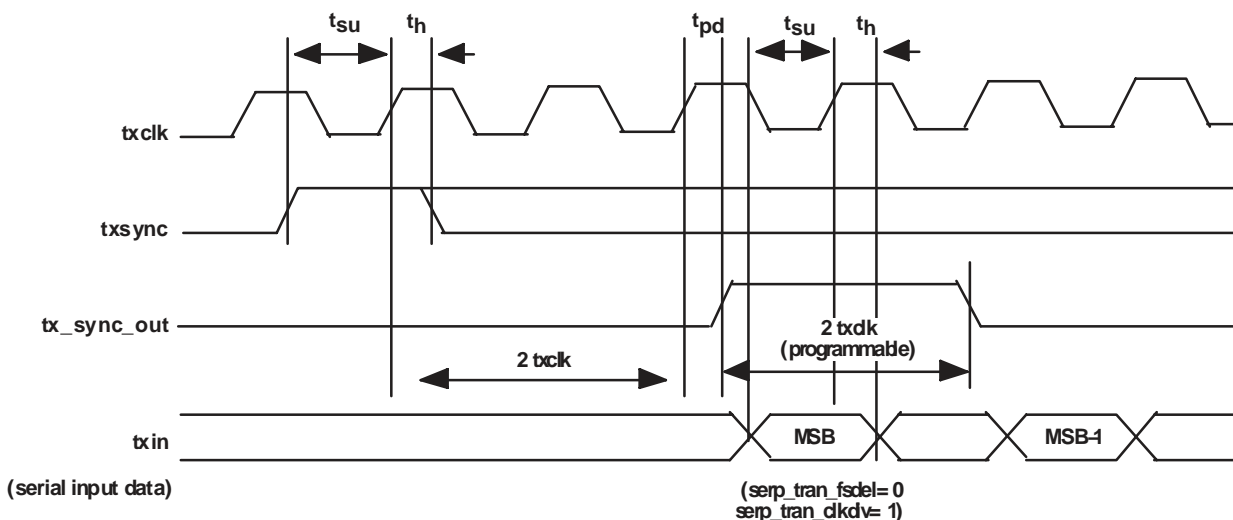 tsu
th
tpd
tsu
th
txclk
txsync
tx_sync_out
2 txclk
(programmable)
2 txclk
txin
MSB
MSB-1
(serial input data)
(serp_tran_fsdel= 0
serp_tran_clkdv= 1)